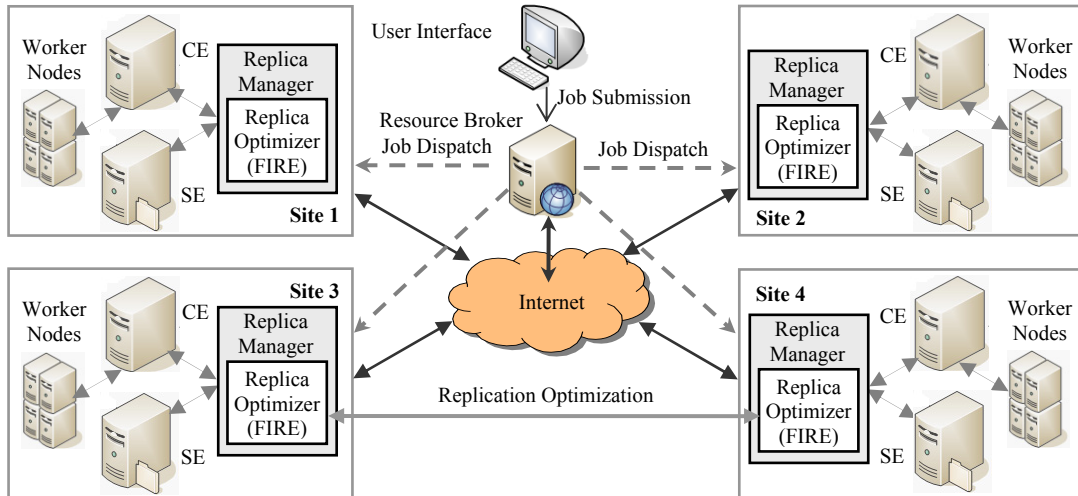 User Interface
Job Submission
Resource Broker
Job Dispatch
Job Dispatch
Internet
Worker
Nodes
CE
SE
Replica
Manager
Replica
Optimizer
(FIRE)
Site 1
Replica
Manager
Replica
Optimizer
(FIRE)
CE
SE
Worker
Nodes
Site 2
Worker
Nodes
CE
SE
Site 3
Replica
Manager
Replica
Optimizer
(FIRE)
Replication Optimization
Site 4
Replica
Manager
Replica
Optimizer
(FIRE)
CE
SE
Worker
Nodes